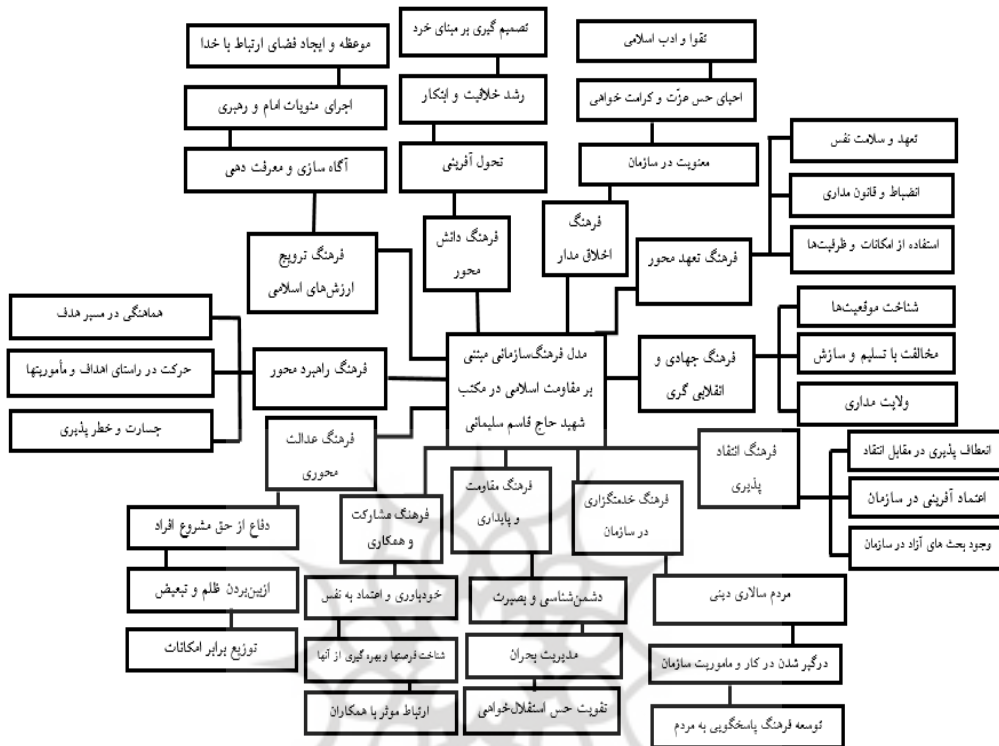 تصمیم گیری بر مبنای خرد
رشد خلاقیت و ابتکار
تحول آفرینی
فرهنگ دانش
محور
موعظه و ایجاد فضای ارتباط با خدا
اجرای منویات امام و رهبری
آگاه سازی و معرفت دهی
فرهنگ ترویج
ارزش‌های اسلامی
تقوا و ادب اسلامی
احیای حس عزّت و کرامت خواهی
معنویت در سازمان
فرهنگ
اخلاق مدار
تعهد و سلامت نفس
انضباط و قانون مداری
استفاده از امکانات و ظرفیت‌ها
فرهنگ تعهد محور
شناخت موقعیت‌ها
مخالفت با تسلیم و سازش
ولایت مداری
فرهنگ جهادی و
انقلابی گری
مدل فرهنگ‌سازمانی مبتنی
بر مقاومت اسلامی در مکتب
شهید حاج قاسم سلیمانی
فرهنگ راهبرد محور
هماهنگی در مسیر هدف
حرکت در راستای اهداف و مأموریتها
جسارت و خطر پذیری
فرهنگ عدالت
محوری
دفاع از حق مشروع افراد
ازبین‌بردن ظلم و تبعیض
توزیع برابر امکانات
فرهنگ مشارکت
و همکاری
خودباوری و اعتماد به نفس
شناخت فرصتها و بهره گیری از آنها
ارتباط موثر با همکاران
فرهنگ مقاومت
و پایداری
دشمن‌شناسی و بصیرت
مدیریت بحران
تقویت حس استقلال‌خواهی
فرهنگ خدمتگزاری
در سازمان
مردم سالاری دینی
درگیر شدن در کار و ماموریت سازمان
توسعه فرهنگ پاسخگویی به مردم
فرهنگ انتقاد
پذیری
انعطاف پذیری در مقابل انتقاد
اعتماد آفرینی در سازمان
وجود بحث های آزاد در سازمان